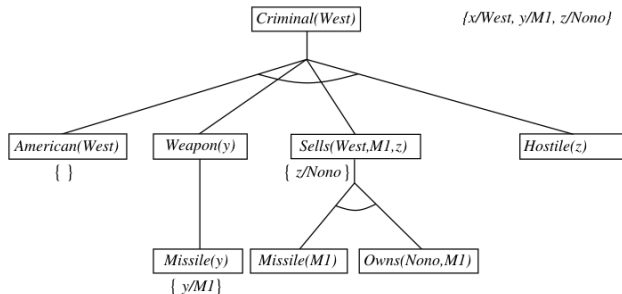 Criminal(West)
{x/West, y/M1, z/Nono}
American(West)
Weapon(y)
Sells(West,M1,z)
Hostile(z)
{ }
{ z/Nono }
Missile(y)
Missile(M1)
Owns(Nono,M1)
{ y/M1 }